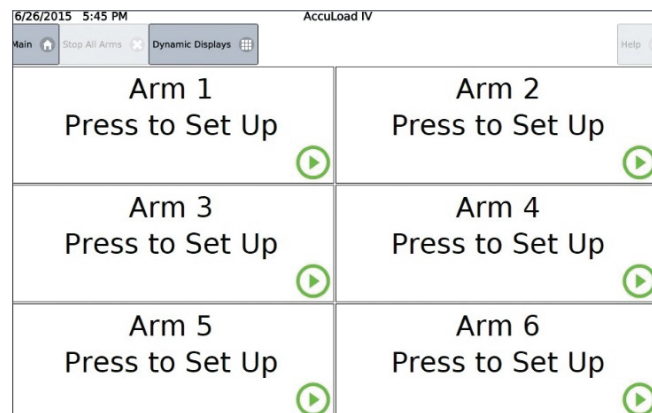 6/26/2015 5:45 PM AccuLoad IV
Main Stop All Arms Dynamic Displays Help
Arm 1 Arm 2
Press to Set Up Press to Set Up
Arm 3 Arm 4
Press to Set Up Press to Set Up
Arm 5 Arm 6
Press to Set Up Press to Set Up